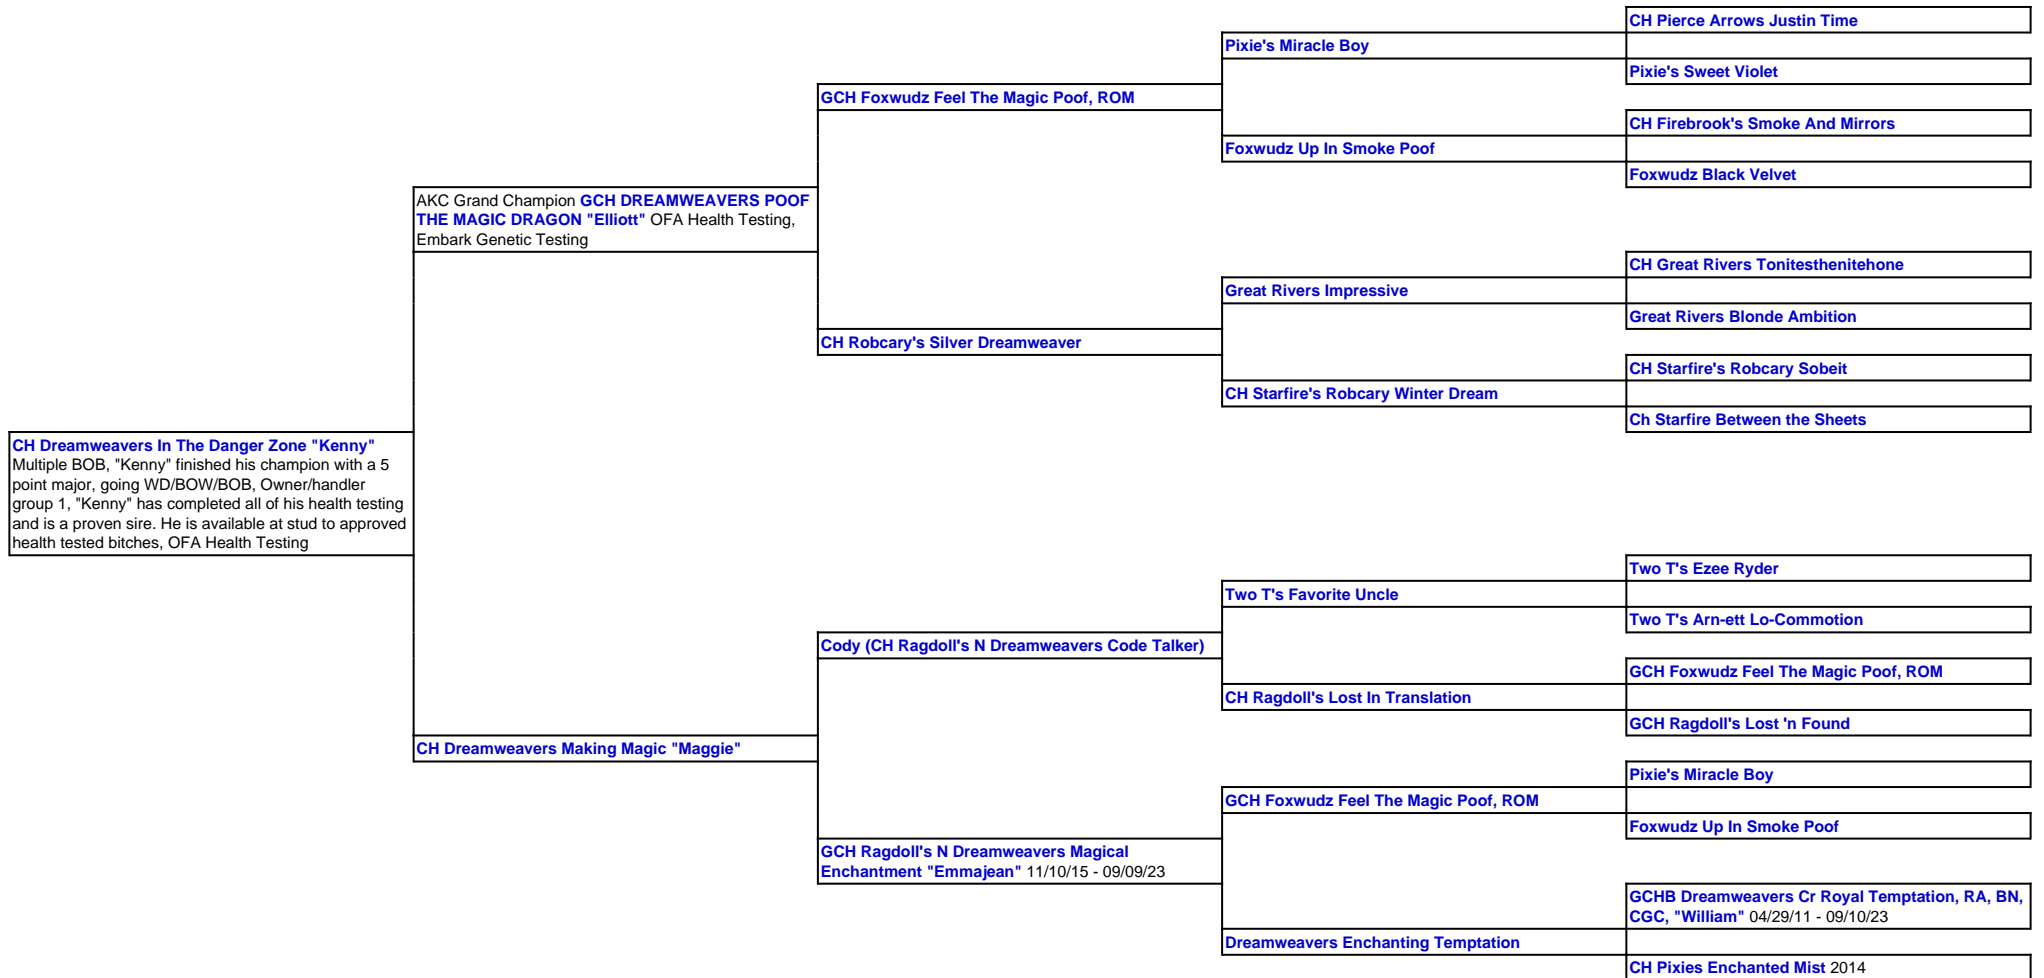 CH Pierce Arrows Justin Time
Pixie's Miracle Boy
Pixie's Sweet Violet
GCH Foxwudz Feel The Magic Poof, ROM
CH Firebrook's Smoke And Mirrors
Foxwudz Up In Smoke Poof
Foxwudz Black Velvet
AKC Grand Champion GCH DREAMWEAVERS POOF
THE MAGIC DRAGON "Elliott" OFA Health Testing,
Embark Genetic Testing
CH Great Rivers Tonitesthenitehone
Great Rivers Impressive
Great Rivers Blonde Ambition
CH Robcary's Silver Dreamweaver
CH Starfire's Robcary Sobeit
CH Starfire's Robcary Winter Dream
Ch Starfire Between the Sheets
CH Dreamweavers In The Danger Zone "Kenny"
Multiple BOB, "Kenny" finished his champion with a 5
point major, going WD/BOW/BOB, Owner/handler
group 1, "Kenny" has completed all of his health testing
and is a proven sire. He is available at stud to approved
health tested bitches, OFA Health Testing
Two T's Ezee Ryder
Two T's Favorite Uncle
Two T's Arn-ett Lo-Commotion
Cody (CH Ragdoll's N Dreamweavers Code Talker)
GCH Foxwudz Feel The Magic Poof, ROM
CH Ragdoll's Lost In Translation
GCH Ragdoll's Lost 'n Found
CH Dreamweavers Making Magic "Maggie"
Pixie's Miracle Boy
GCH Foxwudz Feel The Magic Poof, ROM
Foxwudz Up In Smoke Poof
GCH Ragdoll's N Dreamweavers Magical
Enchantment "Emmajean" 11/10/15 - 09/09/23
GCHB Dreamweavers Cr Royal Temptation, RA, BN,
CGC, "William" 04/29/11 - 09/10/23
Dreamweavers Enchanting Temptation
CH Pixies Enchanted Mist 2014